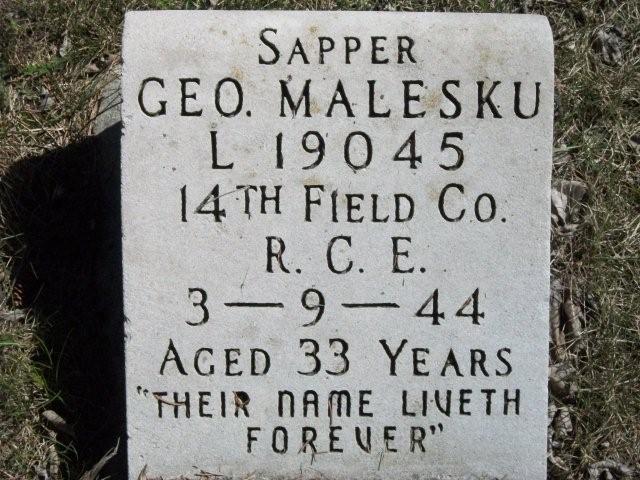 SAPPER
GEO. MALESKU
L 19045
14TH FIELD CO.
R. C. E.
3 — 9 — 44
AGED 33 YEARS
"THEIR NAME LIVETH
FOREVER"